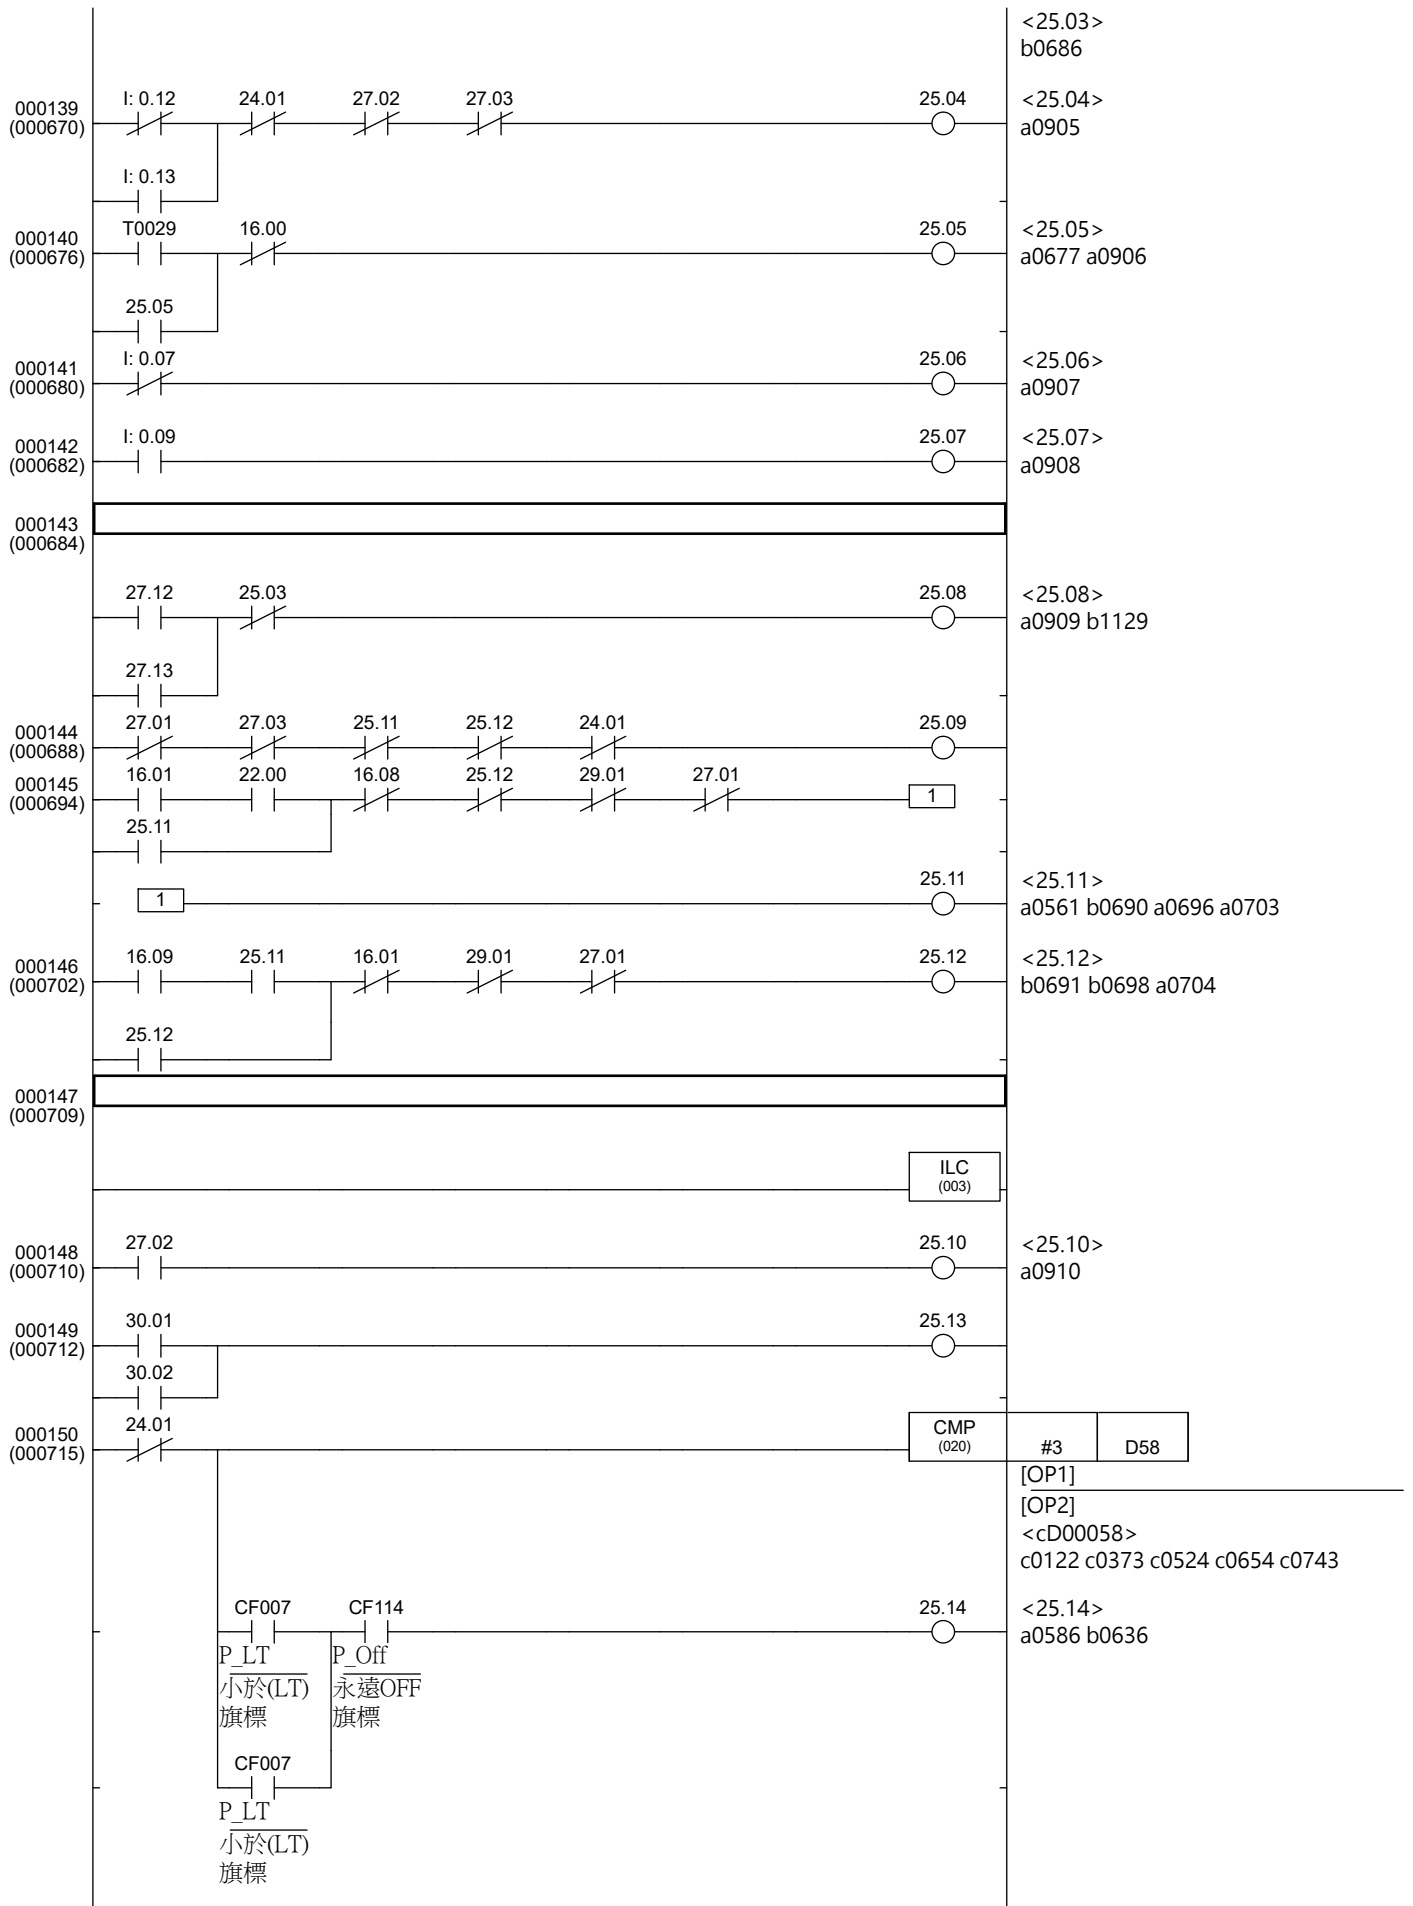 <25.03>
b0686
000139
(000670)
I: 0.12 24.01 27.02 27.03 25.04
<25.04>
a0905
I: 0.13
000140
(000676)
T0029 16.00 25.05
<25.05>
a0677 a0906
25.05
000141
(000680)
I: 0.07 25.06
<25.06>
a0907
000142
(000682)
I: 0.09 25.07
<25.07>
a0908
000143
(000684)
27.12 25.03 25.08
<25.08>
a0909 b1129
27.13
000144
(000688)
27.01 27.03 25.11 25.12 24.01 25.09
000145
(000694)
16.01 22.00 16.08 25.12 29.01 27.01
1
25.11
1
25.11
<25.11>
a0561 b0690 a0696 a0703
000146
(000702)
16.09 25.11 16.01 29.01 27.01 25.12
<25.12>
b0691 b0698 a0704
25.12
000147
(000709)
ILC
(003)
000148
(000710)
27.02 25.10
<25.10>
a0910
000149
(000712)
30.01 25.13
30.02
000150
(000715)
24.01
CMP
(020)
#3 D58
[OP1]
[OP2]
<cD00058>
c0122 c0373 c0524 c0654 c0743
CF007 CF114 25.14
<25.14>
a0586 b0636
P_LT P_Off
小於(LT) 永遠OFF
旗標 旗標
CF007
P_LT
小於(LT)
旗標